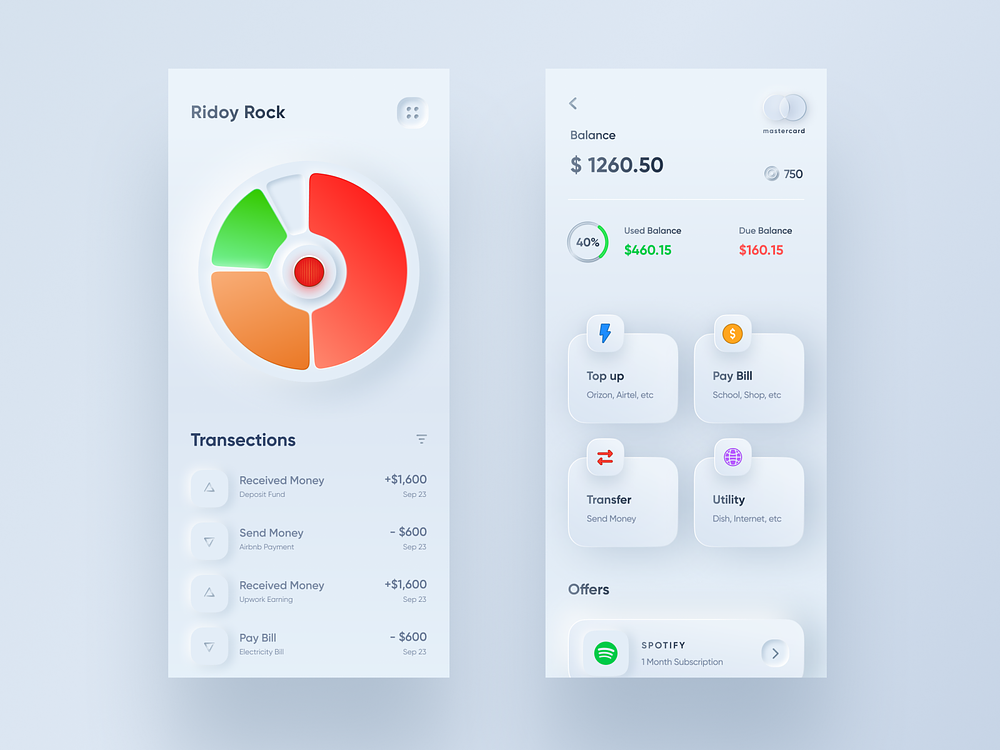 Ridoy Rock
Transections
Received Money
+$1,600
Deposit Fund
Sep 23
Send Money
- $600
Airbnb Payment
Sep 23
Received Money
+$1,600
Upwork Earning
Sep 23
Pay Bill
- $600
Electricity Bill
Sep 23
mastercard
Balance
$ 1260.50
750
40%
Used Balance
$460.15
Due Balance
$160.15
$
Top up
Orizon, Airtel, etc
Pay Bill
School, Shop, etc
Transfer
Send Money
Utility
Dish, Internet, etc
Offers
SPOTIFY
1 Month Subscription